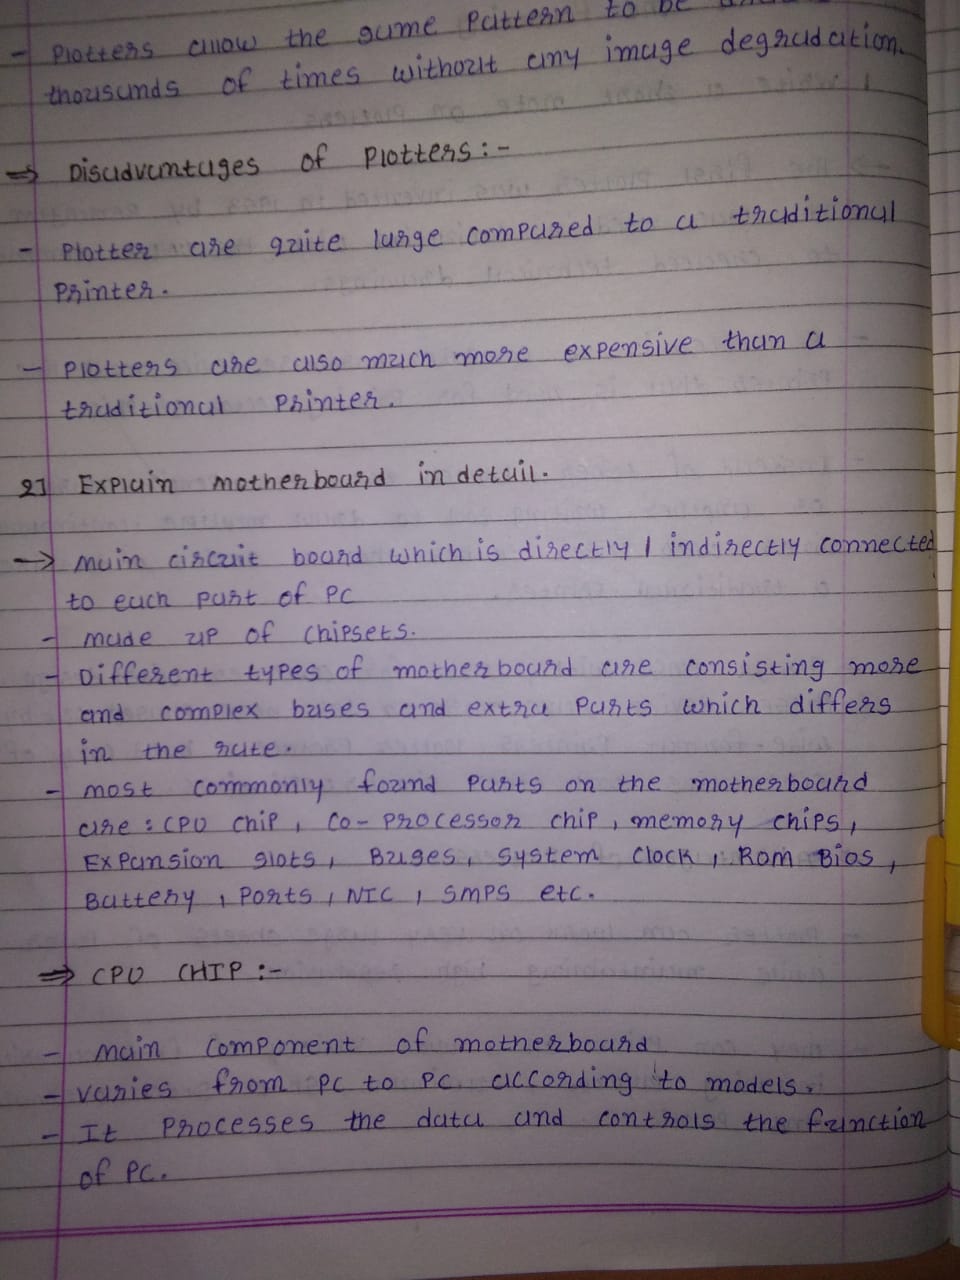 - Plotters allow the same Pattern to be
thousands of times without any image degradation.
⇒ Disadvantages of Plotters :-
- Plotter are quite large compared to a traditional
Printer.
- Plotters are also much more expensive than a
traditional Printer.
2] Explain motherboard in detail.
→ main circuit board which is directly / indirectly connected
to each part of PC
- made up of chipsets.
- Different types of motherboard are consisting more
and complex buses and extra Parts which differs
in the rate.
- most commonly found Parts on the motherboard
are : CPU chip, co-processor chip, memory chips,
Expansion slots, Buses, system clock, Rom Bios,
Battery, Ports, NIC, SMPS etc.
⇒ CPU CHIP :-
- main component of motherboard
- varies from PC to PC according to models.
- It Processes the data and controls the function
of PC.